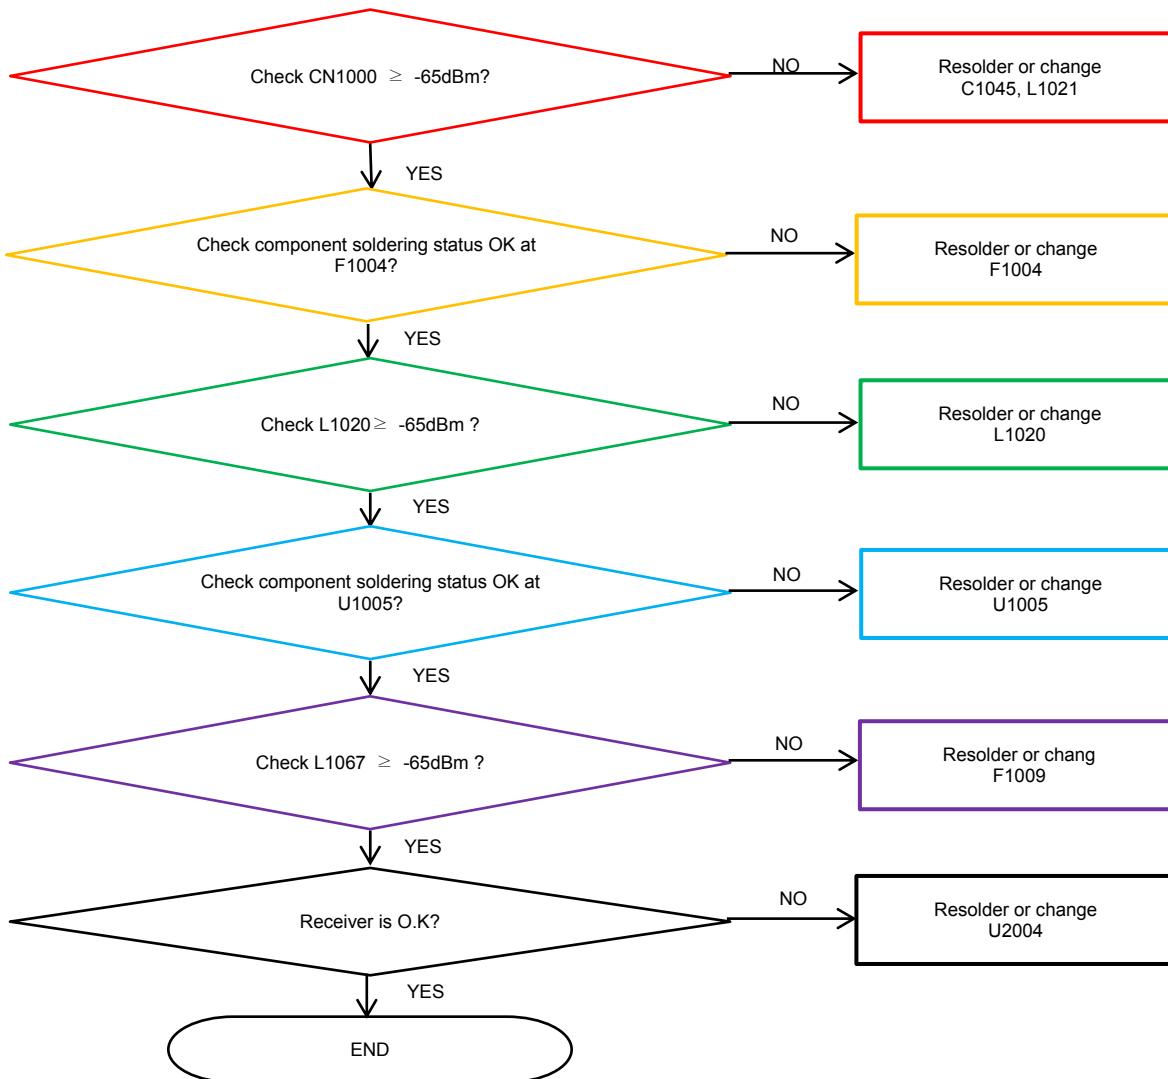 Check CN1000 ≥ -65dBm?
NO
Resolder or change
C1045, L1021
YES
Check component soldering status OK at
F1004?
NO
Resolder or change
F1004
YES
Check L1020≥ -65dBm ?
NO
Resolder or change
L1020
YES
Check component soldering status OK at
U1005?
NO
Resolder or change
U1005
YES
Check L1067 ≥ -65dBm ?
NO
Resolder or chang
F1009
YES
Receiver is O.K?
NO
Resolder or change
U2004
YES
END